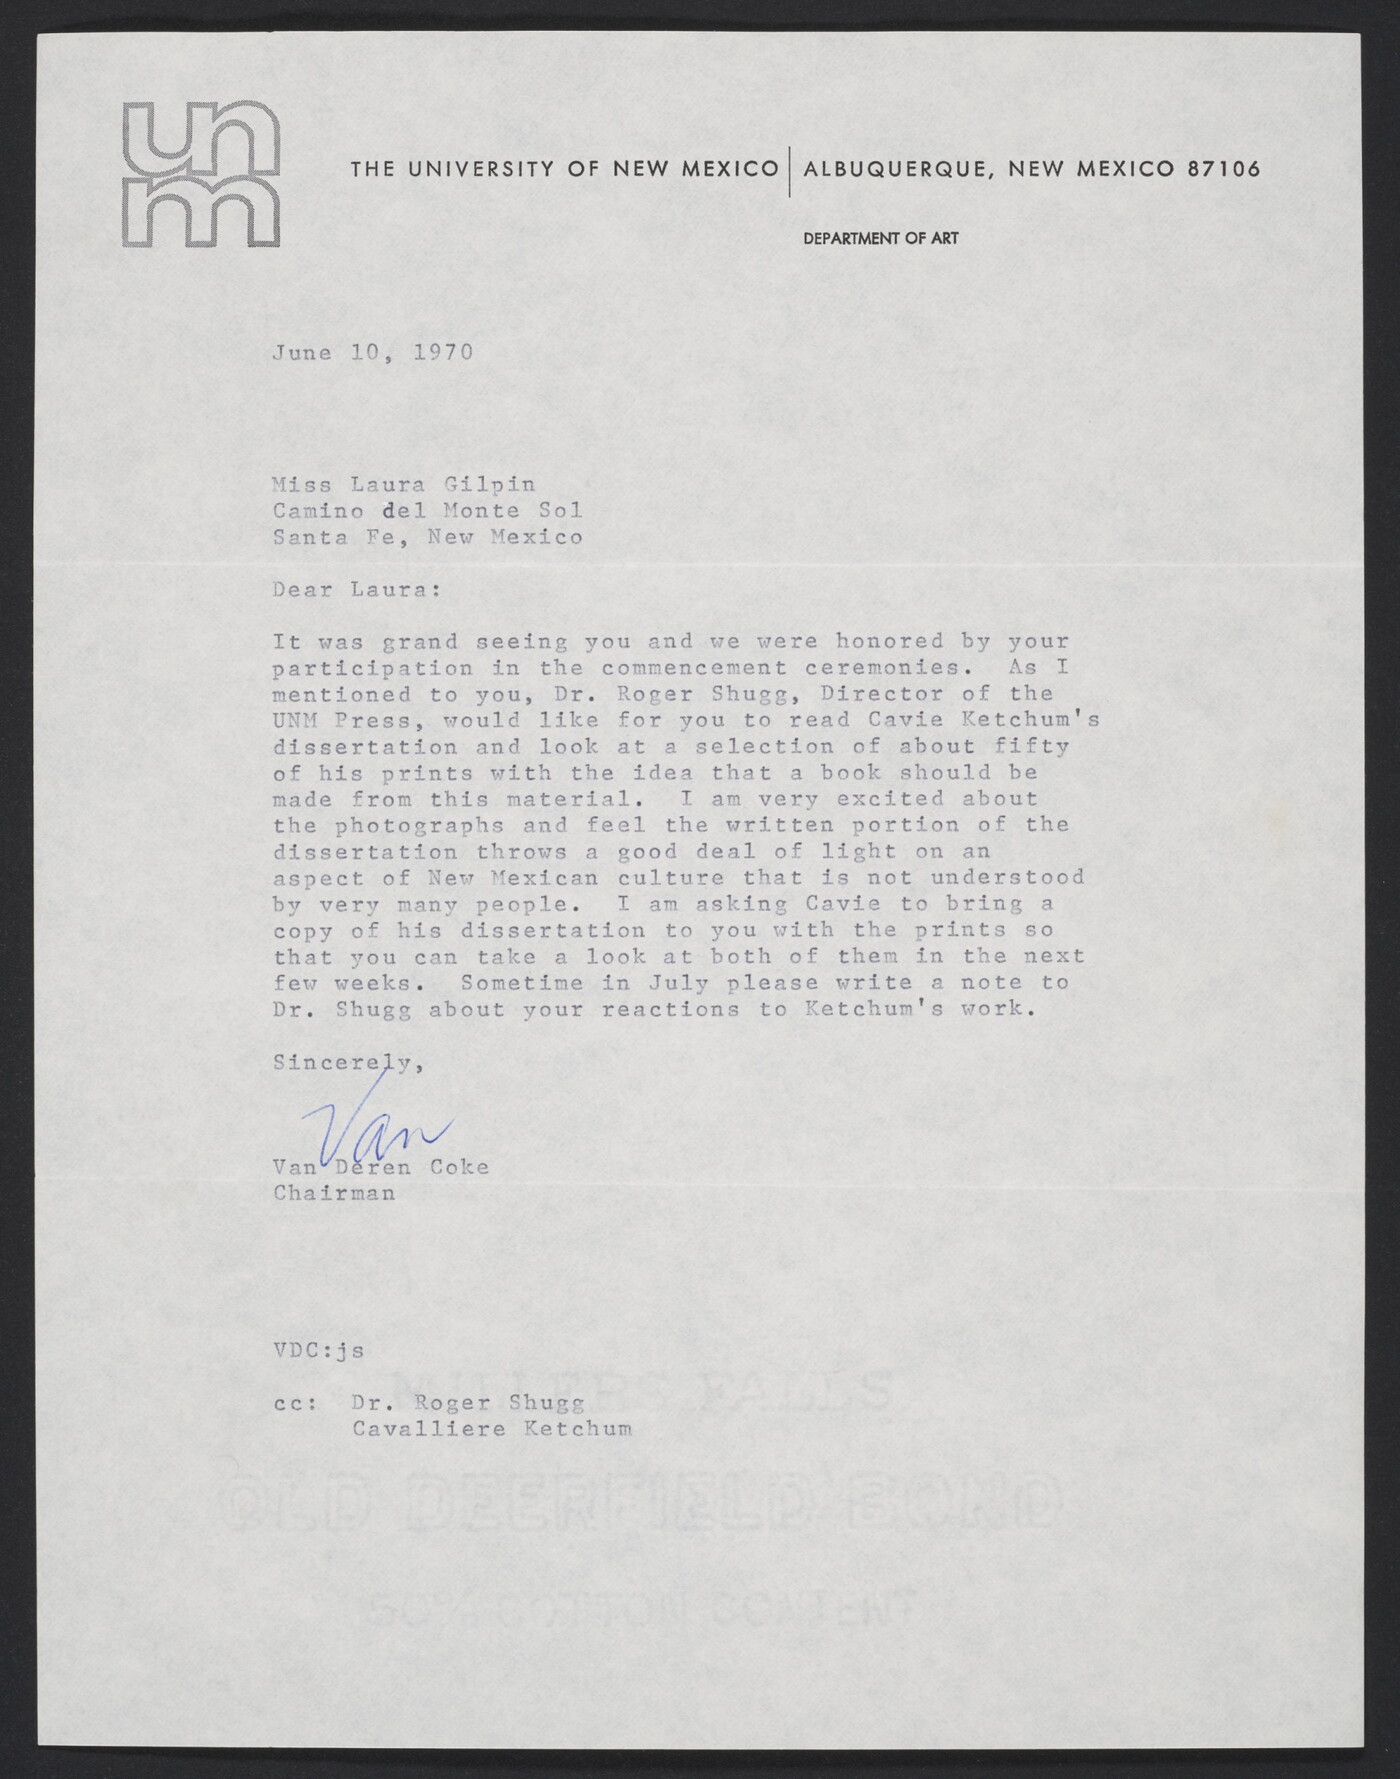 unm
THE UNIVERSITY OF NEW MEXICO | ALBUQUERQUE, NEW MEXICO 87106
DEPARTMENT OF ART
June 10, 1970
Miss Laura Gilpin
Camino del Monte Sol
Santa Fe, New Mexico
Dear Laura:
It was grand seeing you and we were honored by your
participation in the commencement ceremonies.  As I
mentioned to you, Dr. Roger Shugg, Director of the
UNM Press, would like for you to read Cavie Ketchum's
dissertation and look at a selection of about fifty
of his prints with the idea that a book should be
made from this material.  I am very excited about
the photographs and feel the written portion of the
dissertation throws a good deal of light on an
aspect of New Mexican culture that is not understood
by very many people.  I am asking Cavie to bring a
copy of his dissertation to you with the prints so
that you can take a look at both of them in the next
few weeks.  Sometime in July please write a note to
Dr. Shugg about your reactions to Ketchum's work.
Sincerely,
Van
Van Deren Coke
Chairman
VDC:js
MILLERS FALLS
cc:  Dr. Roger Shugg
Cavalliere Ketchum
OLD DEERFIELD BOND
50% COTTON CONTENT